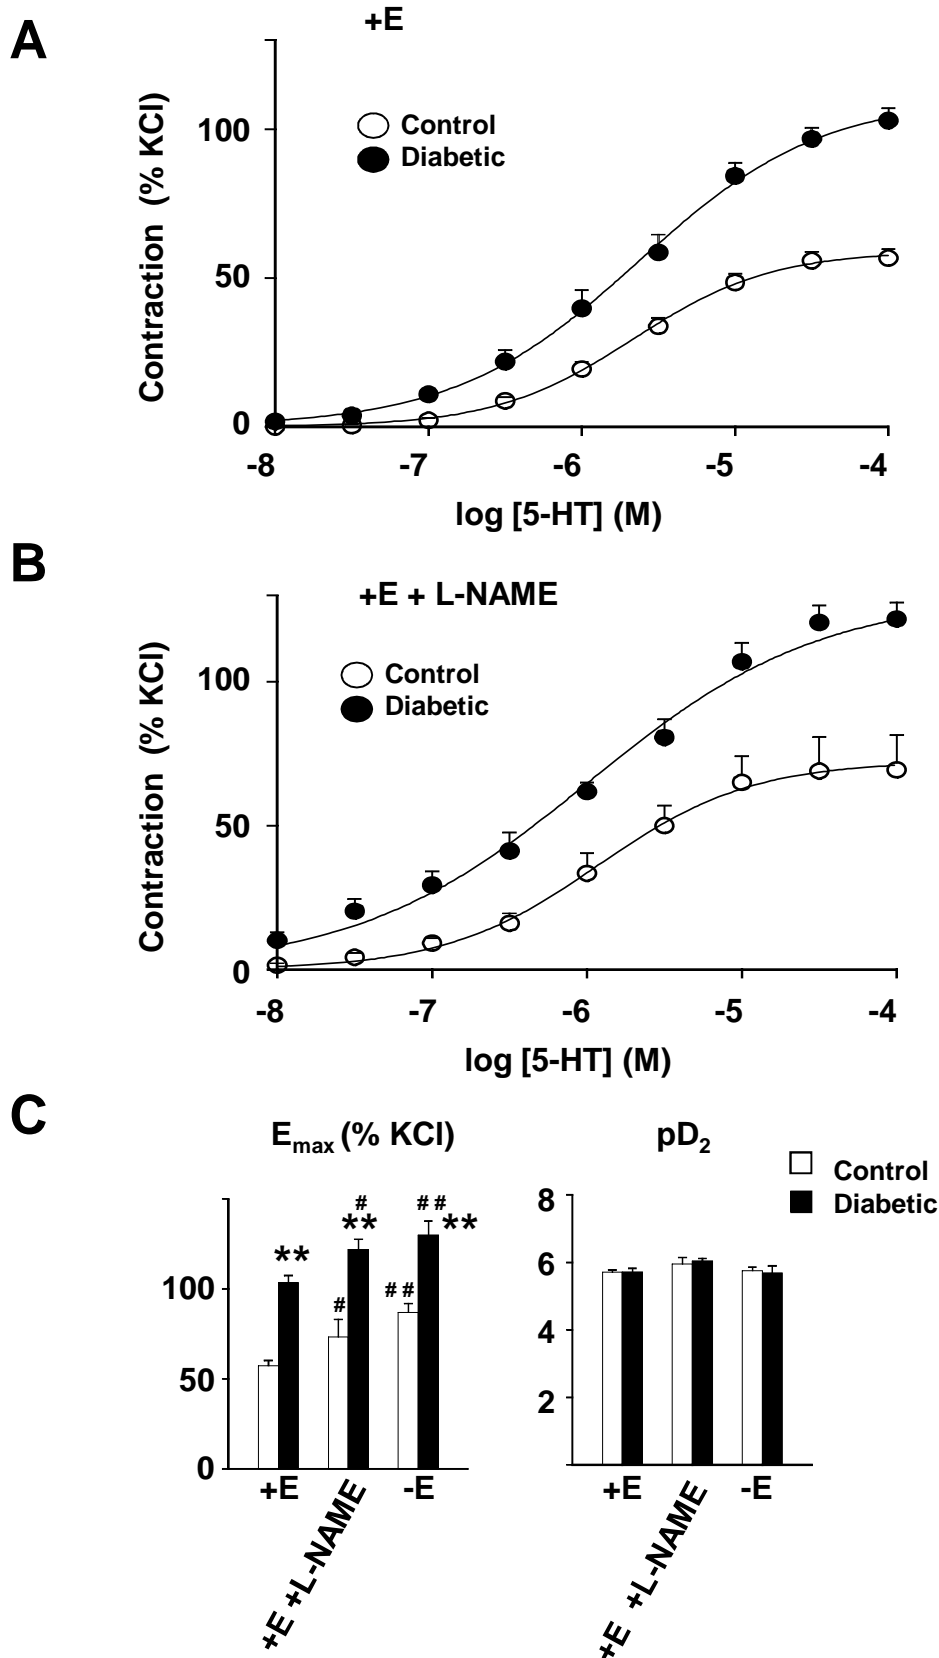 A
+E
Contraction (% KCl)
100
50
0
Control
Diabetic
-8 -7 -6 -5 -4
log [5-HT] (M)
B
+E + L-NAME
Contraction (% KCl)
100
50
0
Control
Diabetic
-8 -7 -6 -5 -4
log [5-HT] (M)
C
Emax (% KCl)
100
50
0
**
#
#
**
##
##
**
+E
+E +L-NAME
-E
pD2
8
6
4
2
+E
+E +L-NAME
-E
Control
Diabetic